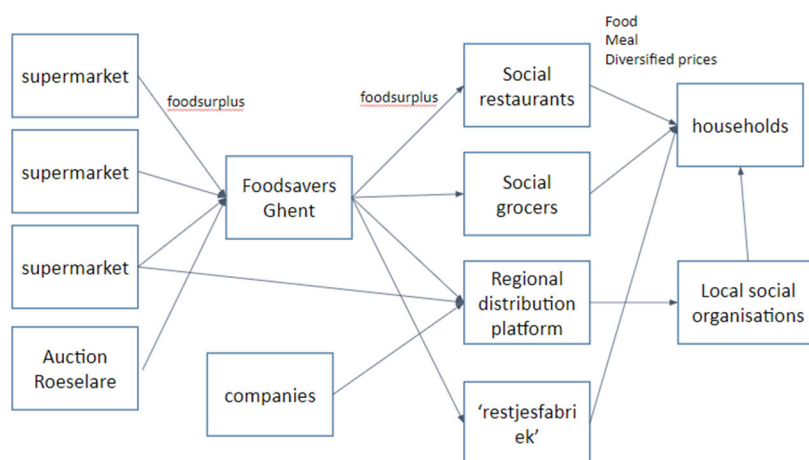 supermarket
supermarket
supermarket
Auction
Roeselare
foodsurplus
Foodsavers
Ghent
companies
foodsurplus
Social
restaurants
Social
grocers
Regional
distribution
platform
‘restjesfabri
ek’
Food
Meal
Diversified prices
households
Local social
organisations